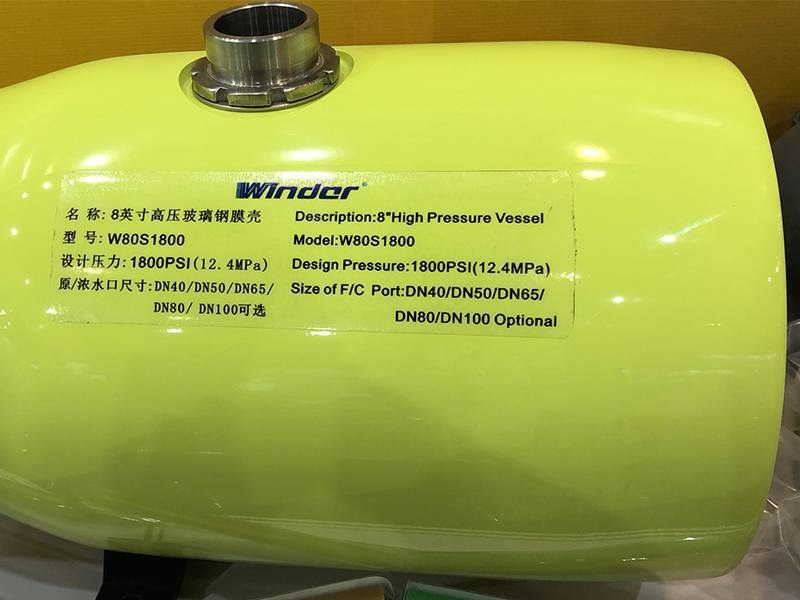 Winder®
名 称: 8英寸高压玻璃钢膜壳
型 号: W80S1800
设计压力: 1800PSI(12.4MPa)
原/浓水口尺寸: DN40/DN50/DN65/
DN80/ DN100可选
Description:8"High Pressure Vessel
Model:W80S1800
Design Pressure:1800PSI(12.4MPa)
Size of F/C Port:DN40/DN50/DN65/
DN80/DN100 Optional